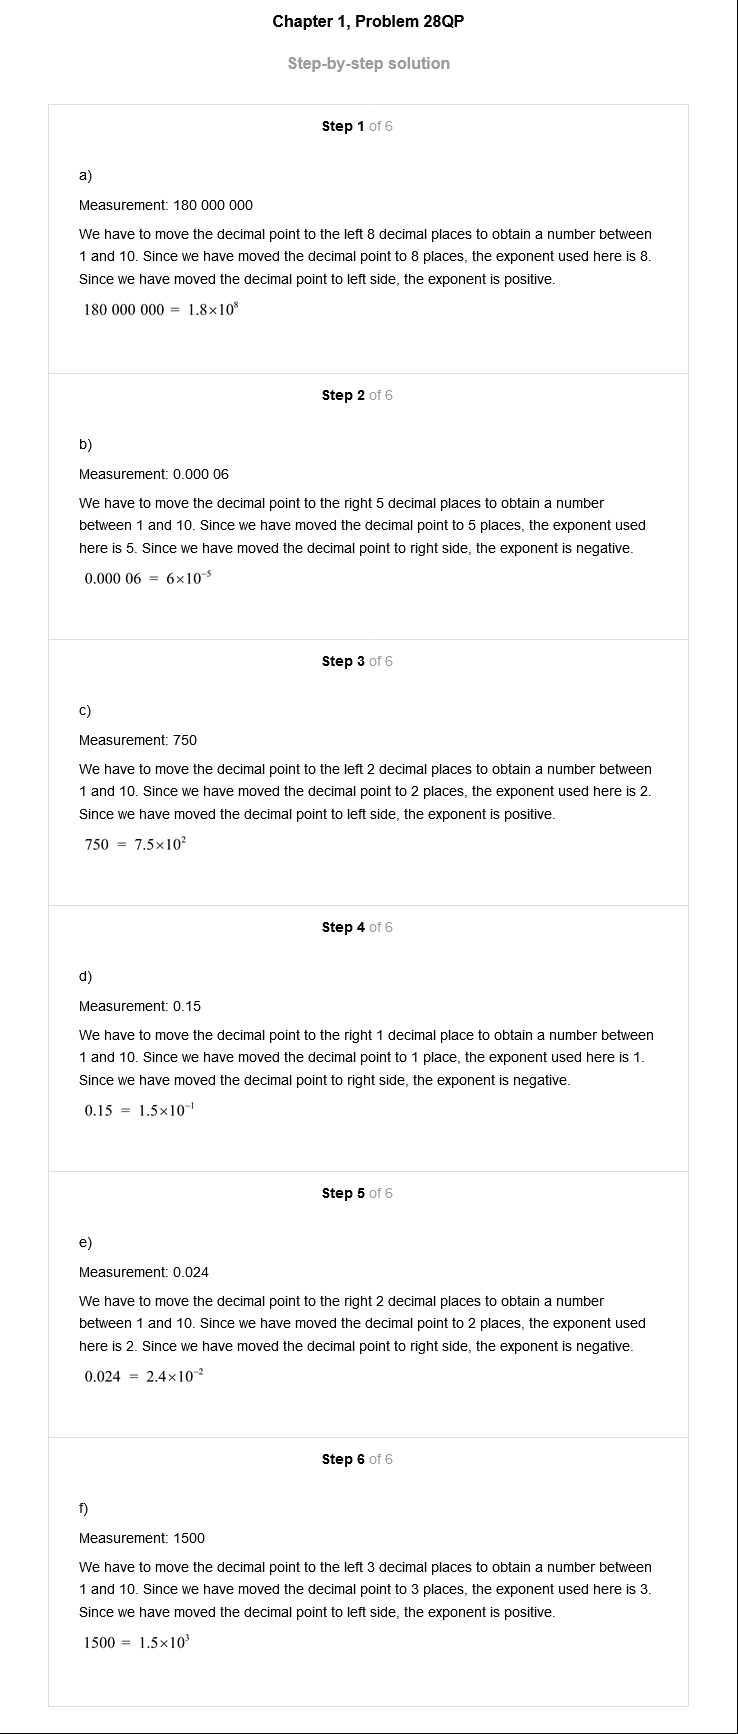 Chapter 1, Problem 28QP
Step-by-step solution
Step 1 of 6
a)
Measurement: 180 000 000
We have to move the decimal point to the left 8 decimal places to obtain a number between
1 and 10. Since we have moved the decimal point to 8 places, the exponent used here is 8.
Since we have moved the decimal point to left side, the exponent is positive.
180 000 000 = 1.8×10⁸
Step 2 of 6
b)
Measurement: 0.000 06
We have to move the decimal point to the right 5 decimal places to obtain a number
between 1 and 10. Since we have moved the decimal point to 5 places, the exponent used
here is 5. Since we have moved the decimal point to right side, the exponent is negative.
0.000 06 = 6×10⁻⁵
Step 3 of 6
c)
Measurement: 750
We have to move the decimal point to the left 2 decimal places to obtain a number between
1 and 10. Since we have moved the decimal point to 2 places, the exponent used here is 2.
Since we have moved the decimal point to left side, the exponent is positive.
750 = 7.5×10²
Step 4 of 6
d)
Measurement: 0.15
We have to move the decimal point to the right 1 decimal place to obtain a number between
1 and 10. Since we have moved the decimal point to 1 place, the exponent used here is 1.
Since we have moved the decimal point to right side, the exponent is negative.
0.15 = 1.5×10⁻¹
Step 5 of 6
e)
Measurement: 0.024
We have to move the decimal point to the right 2 decimal places to obtain a number
between 1 and 10. Since we have moved the decimal point to 2 places, the exponent used
here is 2. Since we have moved the decimal point to right side, the exponent is negative.
0.024 = 2.4×10⁻²
Step 6 of 6
f)
Measurement: 1500
We have to move the decimal point to the left 3 decimal places to obtain a number between
1 and 10. Since we have moved the decimal point to 3 places, the exponent used here is 3.
Since we have moved the decimal point to left side, the exponent is positive.
1500 = 1.5×10³